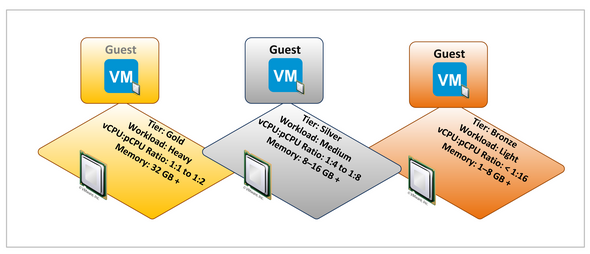 Guest
VM
Tier: Gold
Workload: Heavy
vCPU:pCPU Ratio: 1:1 to 1:2
Memory: 32 GB +
Guest
VM
Tier: Silver
Workload: Medium
vCPU:pCPU Ratio: 1:4 to 1:8
Memory: 8–16 GB +
Guest
VM
Tier: Bronze
Workload: Light
vCPU:pCPU Ratio: < 1:16
Memory: 1–8 GB +